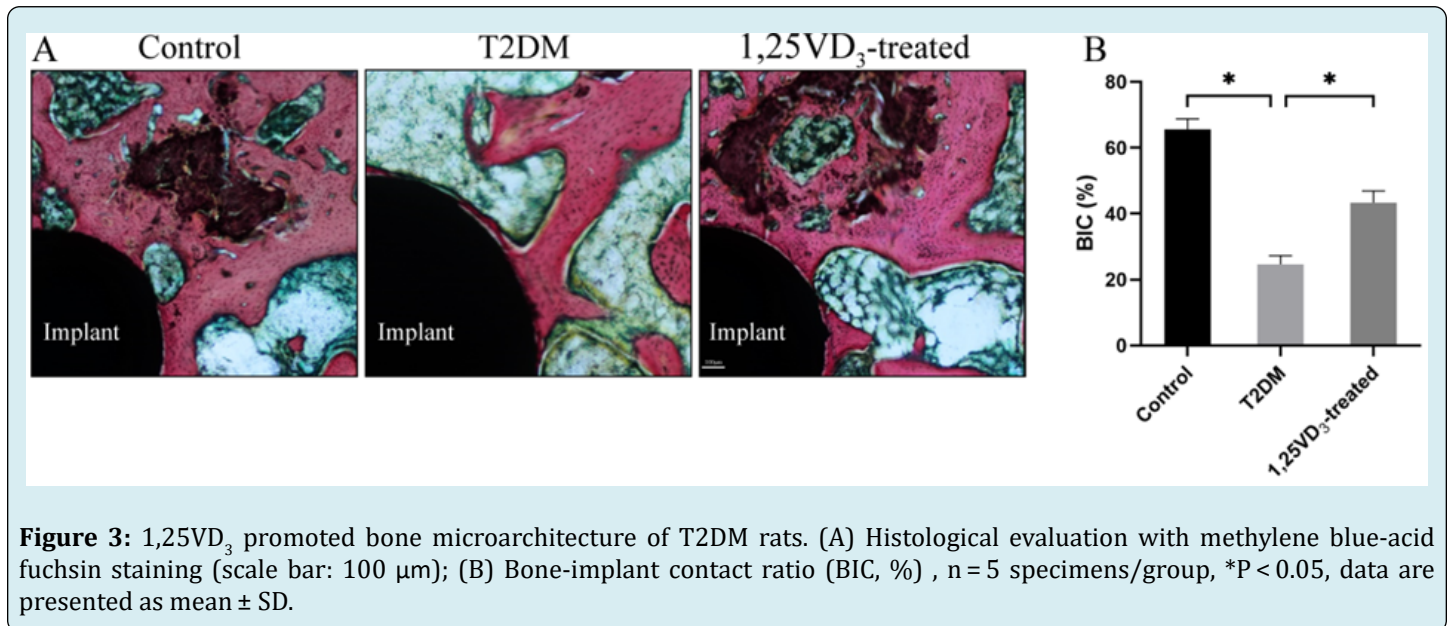 A
Control
T2DM
1,25VD₃-treated
B
Implant
Implant
Implant
100μm
80
60
40
20
0
BIC (%)
*
*
Control
T2DM
1,25VD₃-treated
Figure 3: 1,25VD₃ promoted bone microarchitecture of T2DM rats. (A) Histological evaluation with methylene blue-acid
fuchsin staining (scale bar: 100 μm); (B) Bone-implant contact ratio (BIC, %) , n = 5 specimens/group, *P < 0.05, data are
presented as mean ± SD.